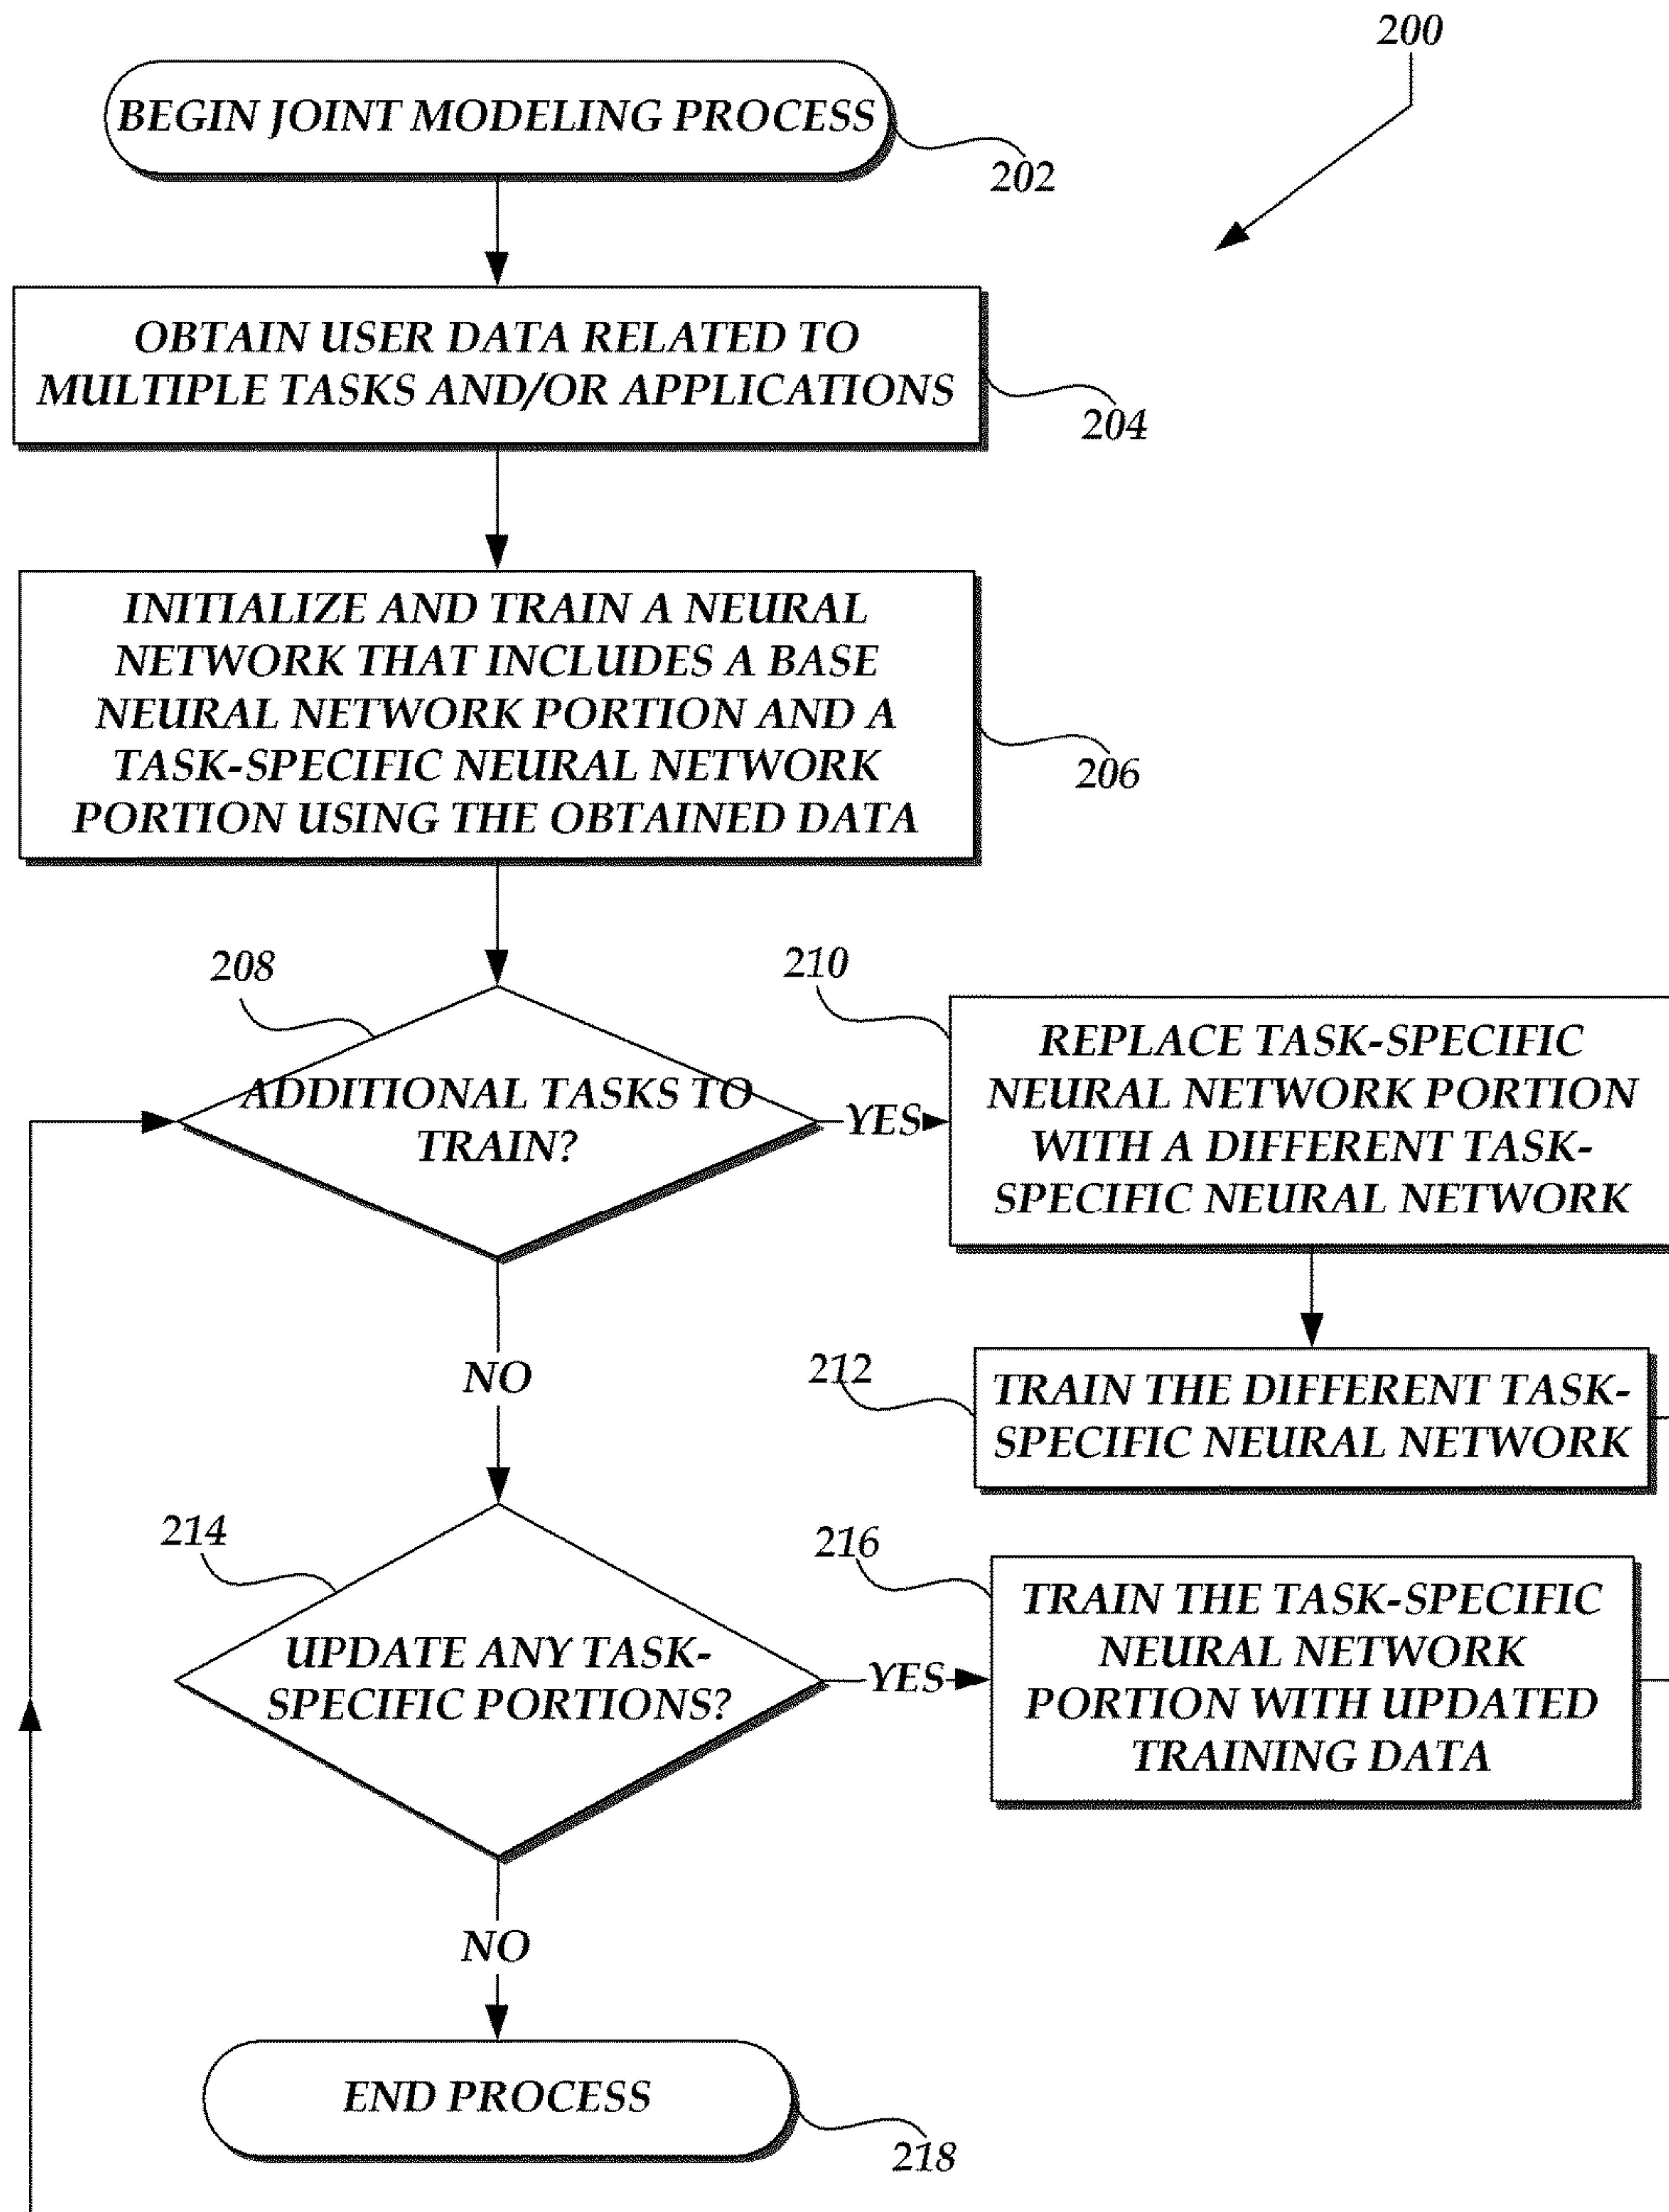 200
BEGIN JOINT MODELING PROCESS
202
OBTAIN USER DATA RELATED TO
MULTIPLE TASKS AND/OR APPLICATIONS
204
INITIALIZE AND TRAIN A NEURAL
NETWORK THAT INCLUDES A BASE
NEURAL NETWORK PORTION AND A
TASK-SPECIFIC NEURAL NETWORK
PORTION USING THE OBTAINED DATA
206
208
ADDITIONAL TASKS TO
TRAIN?
YES
210
REPLACE TASK-SPECIFIC
NEURAL NETWORK PORTION
WITH A DIFFERENT TASK-
SPECIFIC NEURAL NETWORK
NO
212
TRAIN THE DIFFERENT TASK-
SPECIFIC NEURAL NETWORK
214
UPDATE ANY TASK-
SPECIFIC PORTIONS?
YES
216
TRAIN THE TASK-SPECIFIC
NEURAL NETWORK
PORTION WITH UPDATED
TRAINING DATA
NO
END PROCESS
218